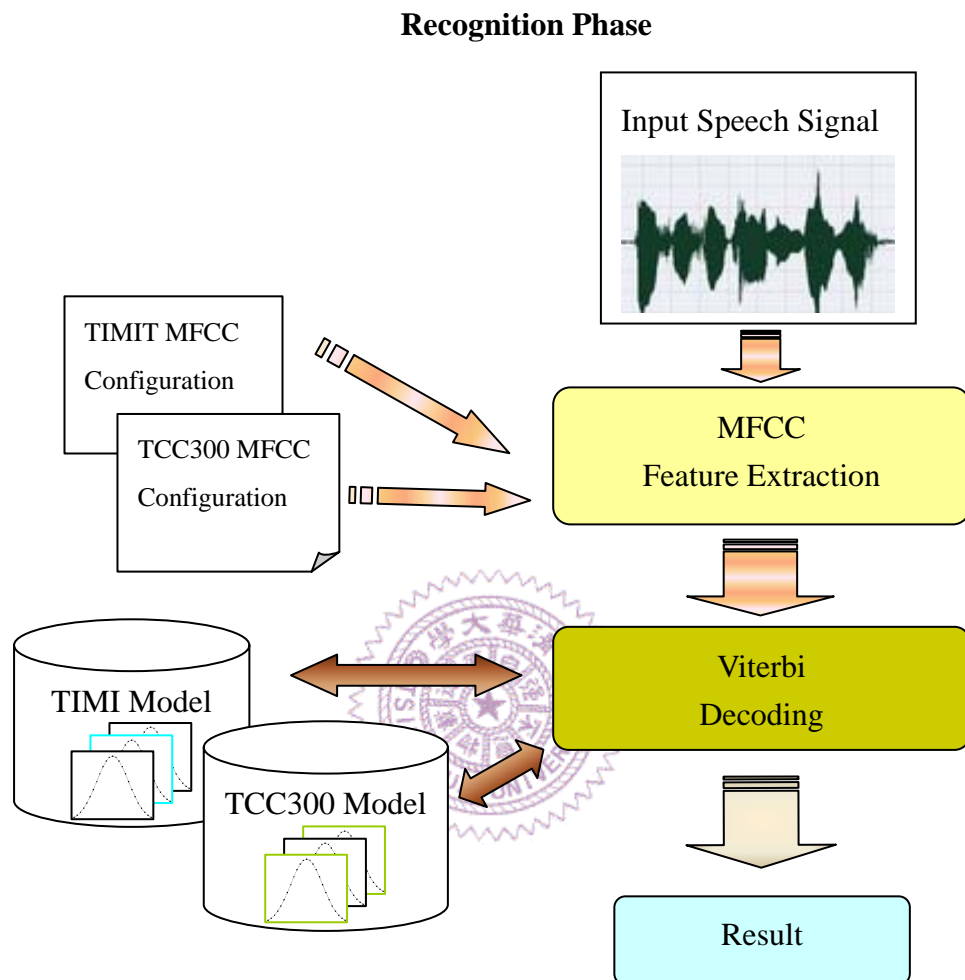 Recognition Phase
Input Speech Signal
TIMIT MFCC
Configuration
TCC300 MFCC
Configuration
MFCC
Feature Extraction
TIMI Model
TCC300 Model
Viterbi
Decoding
Result